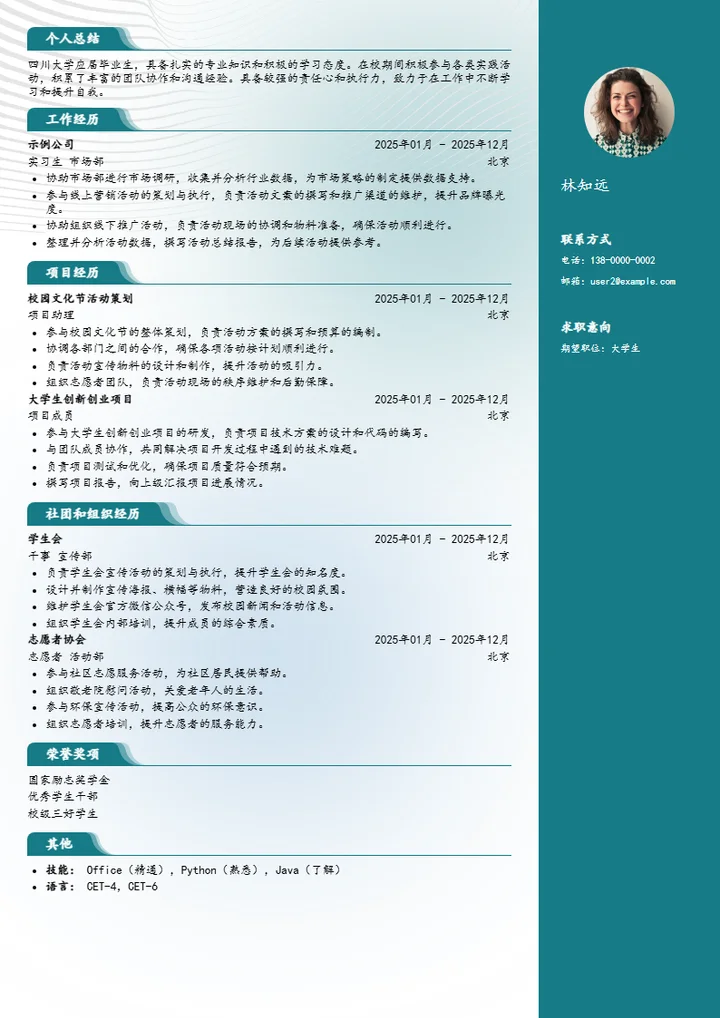 个人总结
四川大学应届毕业生，具备扎实的专业知识和积极的学习态度。在校期间积极参与各类实践活
动，积累了丰富的团队协作和沟通经验。具备较强的责任心和执行力，致力于在工作中不断学
习和提升自我。
工作经历
示例公司 2025年01月 - 2025年12月
实习生 市场部 北京
• 协助市场部进行市场调研，收集并分析行业数据，为市场策略的制定提供数据支持。
• 参与线上营销活动的策划与执行，负责活动文案的撰写和推广渠道的维护，提升品牌曝光
度。
• 协助组织线下推广活动，负责活动现场的协调和物料准备，确保活动顺利进行。
• 整理并分析活动数据，撰写活动总结报告，为后续活动提供参考。
项目经历
校园文化节活动策划 2025年01月 - 2025年12月
项目助理 北京
• 参与校园文化节的整体策划，负责活动方案的撰写和预算的编制。
• 协调各部门之间的合作，确保各项活动按计划顺利进行。
• 负责活动宣传物料的设计和制作，提升活动的吸引力。
• 组织志愿者团队，负责活动现场的秩序维护和后勤保障。
大学生创新创业项目 2025年01月 - 2025年12月
项目成员 北京
• 参与大学生创新创业项目的研发，负责项目技术方案的设计和代码的编写。
• 与团队成员协作，共同解决项目开发过程中遇到的技术难题。
• 负责项目测试和优化，确保项目质量符合预期。
• 撰写项目报告，向上级汇报项目进展情况。
社团和组织经历
学生会 2025年01月 - 2025年12月
干事 宣传部 北京
• 负责学生会宣传活动的策划与执行，提升学生会的知名度。
• 设计并制作宣传海报、横幅等物料，营造良好的校园氛围。
• 维护学生会官方微信公众号，发布校园新闻和活动信息。
• 组织学生会内部培训，提升成员的综合素质。
志愿者协会 2025年01月 - 2025年12月
志愿者 活动部 北京
• 参与社区志愿服务活动，为社区居民提供帮助。
• 组织敬老院慰问活动，关爱老年人的生活。
• 参与环保宣传活动，提高公众的环保意识。
• 组织志愿者培训，提升志愿者的服务能力。
荣誉奖项
国家励志奖学金
优秀学生干部
校级三好学生
其他
• 技能： Office（精通），Python（熟悉），Java（了解）
• 语言： CET-4，CET-6
林知远
联系方式
电话：138-0000-0002
邮箱：user2@example.com
求职意向
期望职位：大学生